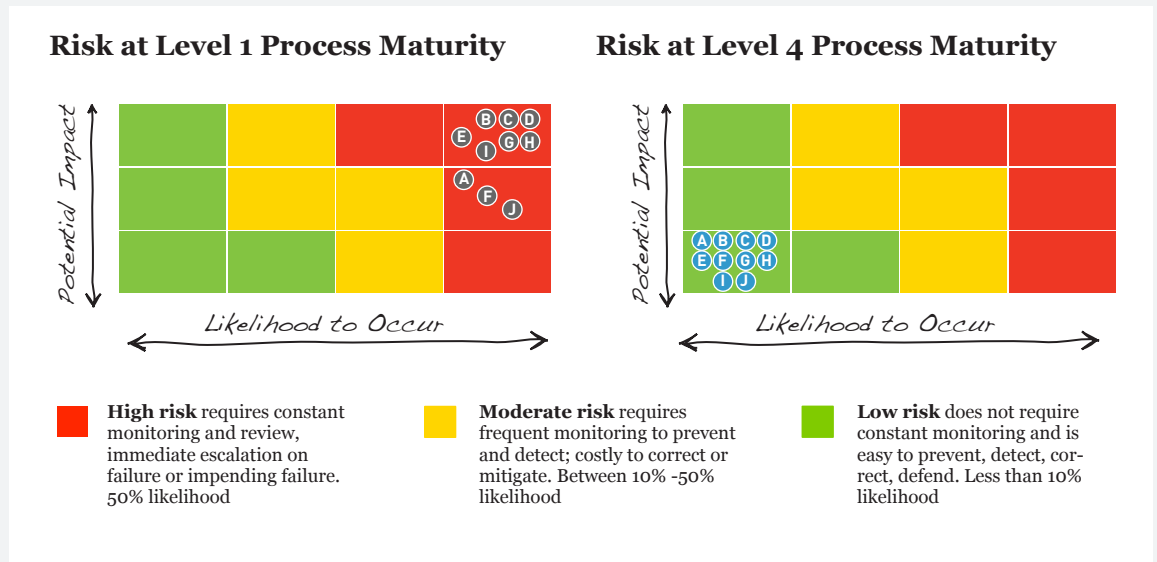 Risk at Level 1 Process Maturity
Risk at Level 4 Process Maturity
Potential Impact
B C D
E G H
I
A
F
J
Likelihood to Occur
Potential Impact
A B C D
E F G H
I J
Likelihood to Occur
High risk requires constant
monitoring and review,
immediate escalation on
failure or impending failure.
50% likelihood
Moderate risk requires
frequent monitoring to prevent
and detect; costly to correct or
mitigate. Between 10% -50%
likelihood
Low risk does not require
constant monitoring and is
easy to prevent, detect, cor-
rect, defend. Less than 10%
likelihood